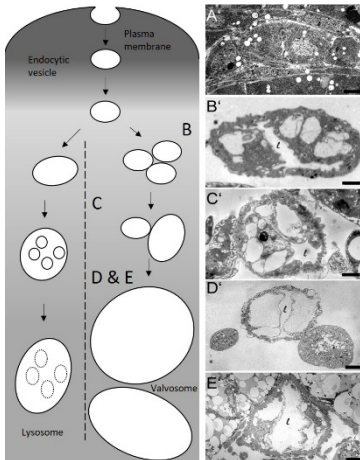 Plasma
membrane
Endocytic
vesicle
B
C
D & E
Valvosome
Lysosome
A
B'
t
C'
t
D'
t
E
t